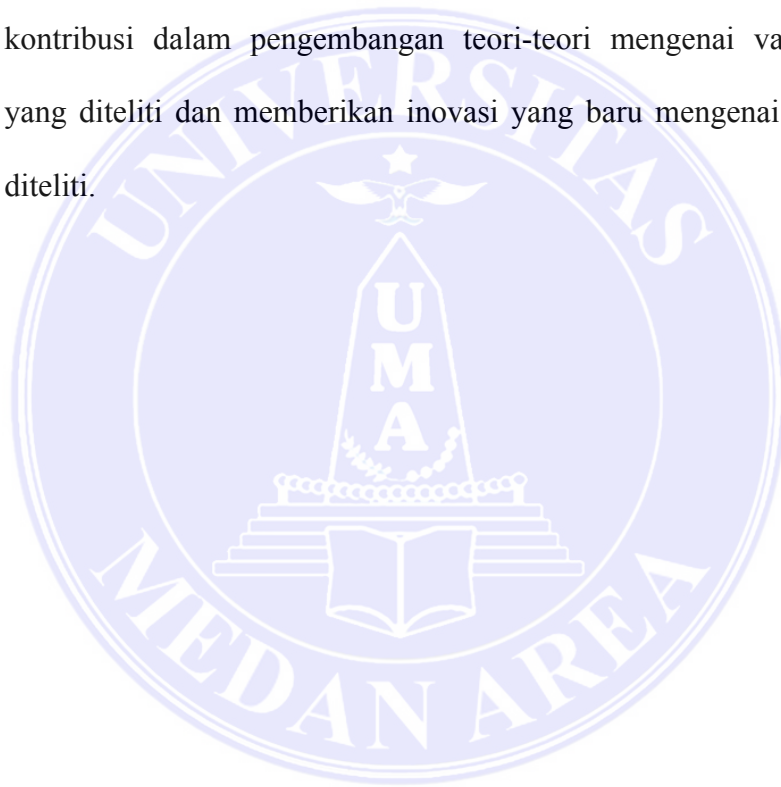 kontribusi dalam pengembangan teori-teori mengenai va
yang diteliti dan memberikan inovasi yang baru mengenai
diteliti.
UNIVERSITAS
U
M
A
MEDAN AREA